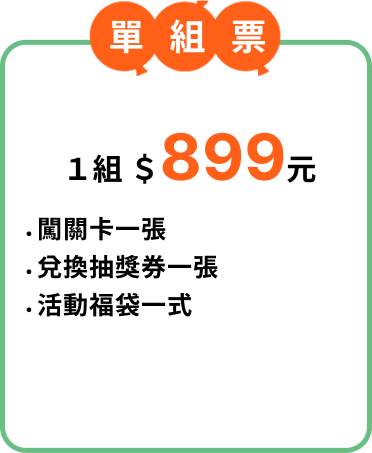 單組票
1組 $899元
.闖關卡一張
.兌換抽獎券一張
.活動福袋一式